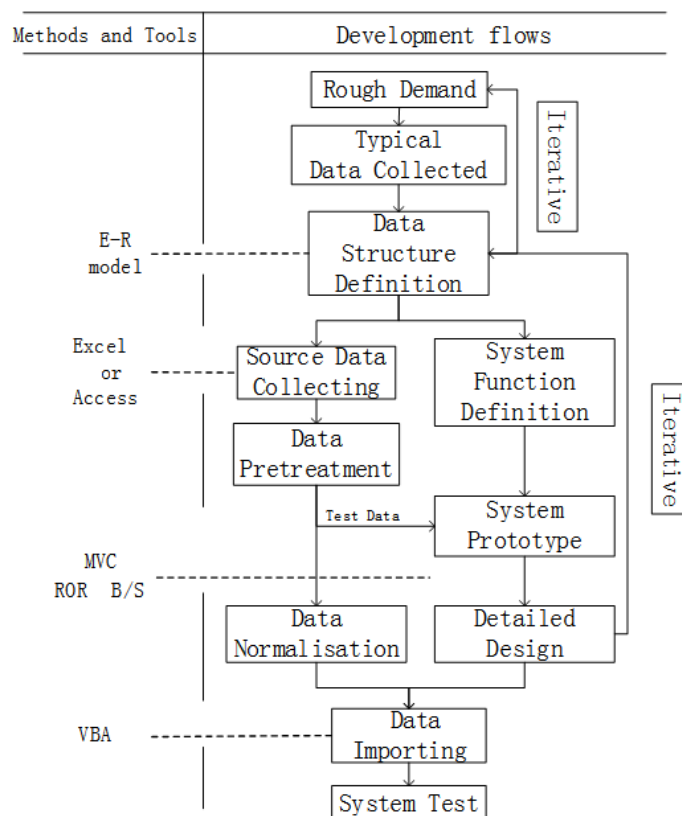 Methods and Tools
Development flows
Rough Demand
Iterative
Typical
Data Collected
E-R
model
Data
Structure
Definition
Excel
or
Access
Source Data
Collecting
System
Function
Definition
Iterative
Data
Pretreatment
Test Data
System
Prototype
MVC
ROR B/S
Data
Normalisation
Detailed
Design
VBA
Data
Importing
System Test